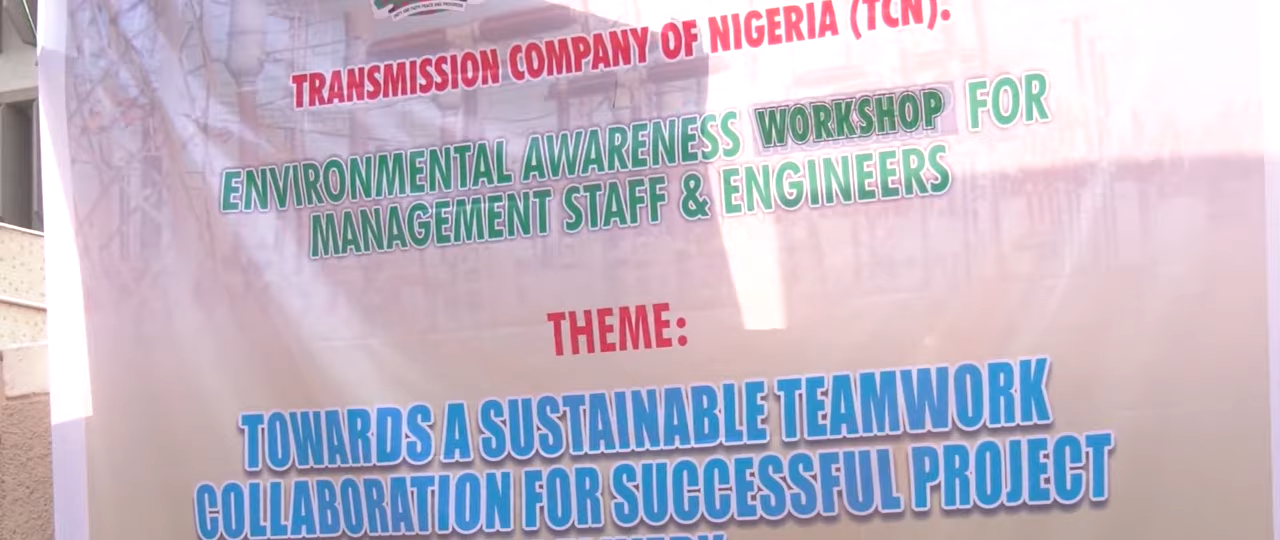 TRANSMISSION COMPANY OF NIGERIA (TCN).
ENVIRONMENTAL AWARENESS WORKSHOP FOR
MANAGEMENT STAFF & ENGINEERS
THEME:
TOWARDS A SUSTAINABLE TEAMWORK
COLLABORATION FOR SUCCESSFUL PROJECT